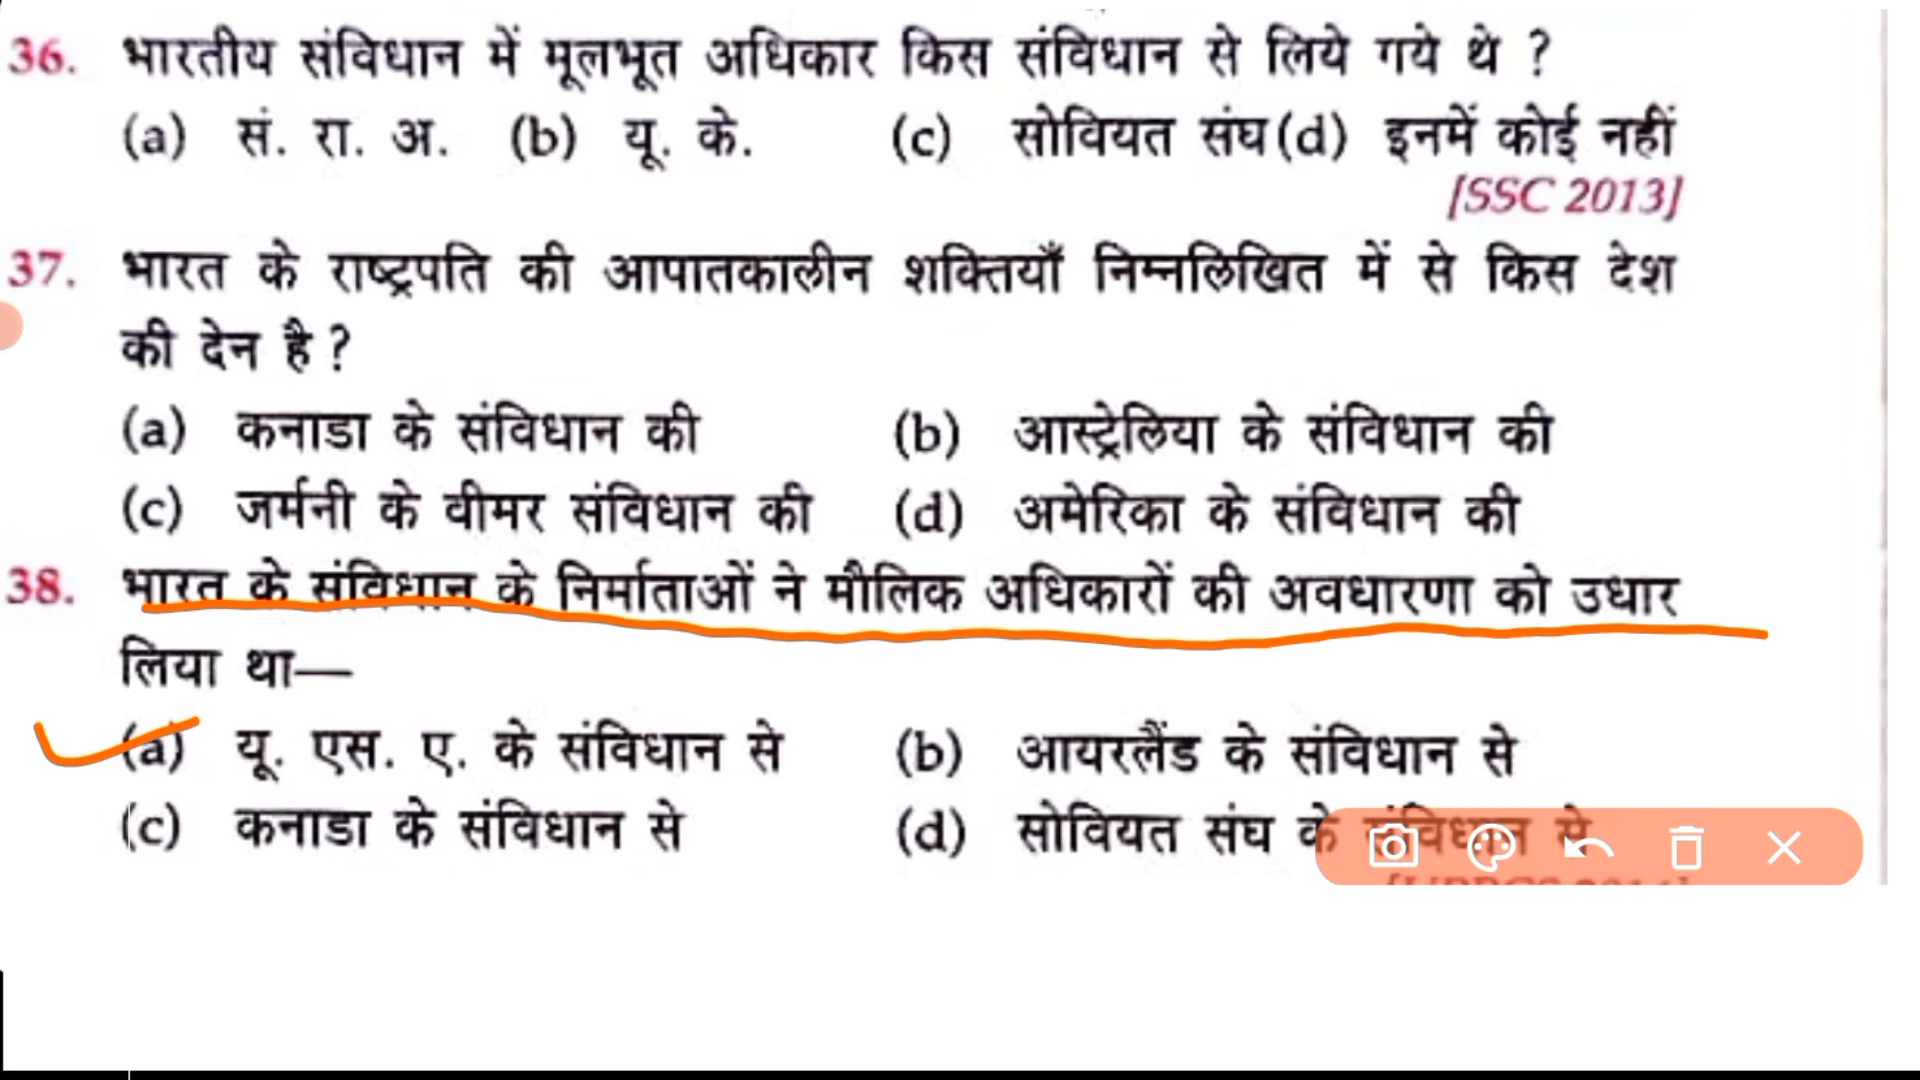 36. भारतीय संविधान में मूलभूत अधिकार किस संविधान से लिये गये थे ?
(a) सं. रा. अ. (b) यू. के. (c) सोवियत संघ (d) इनमें कोई नहीं
[SSC 2013]
37. भारत के राष्ट्रपति की आपातकालीन शक्तियाँ निम्नलिखित में से किस देश
की देन है ?
(a) कनाडा के संविधान की (b) आस्ट्रेलिया के संविधान की
(c) जर्मनी के वीमर संविधान की (d) अमेरिका के संविधान की
38. भारत के संविधान के निर्माताओं ने मौलिक अधिकारों की अवधारणा को उधार
लिया था—
(a) यू. एस. ए. के संविधान से (b) आयरलैंड के संविधान से
(c) कनाडा के संविधान से (d) सोवियत संघ के संविधान से